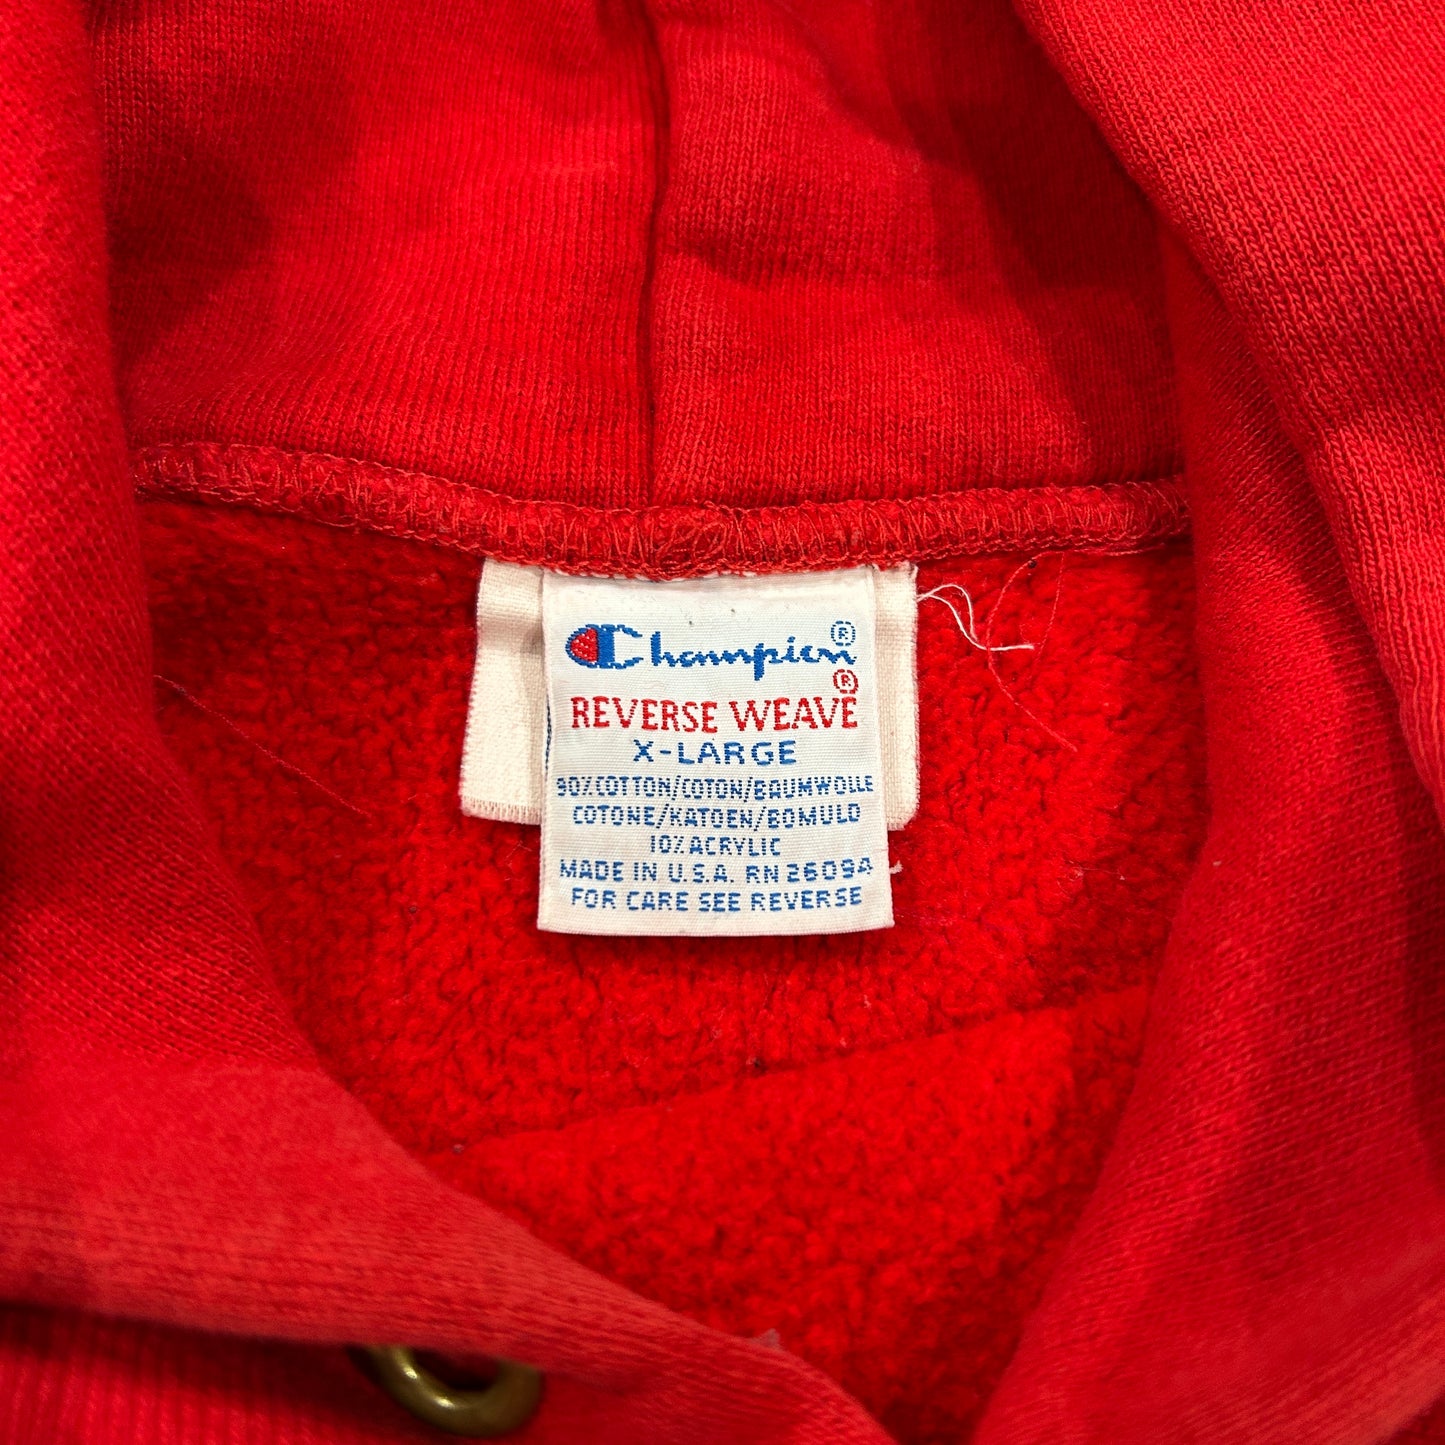 Champion®
REVERSE WEAVE®
X-LARGE
90% COTTON/COTON/BAUMWOLLE
COTONE/KATOEN/BOMULD
10% ACRYLIC
MADE IN U.S.A. RN 26094
FOR CARE SEE REVERSE